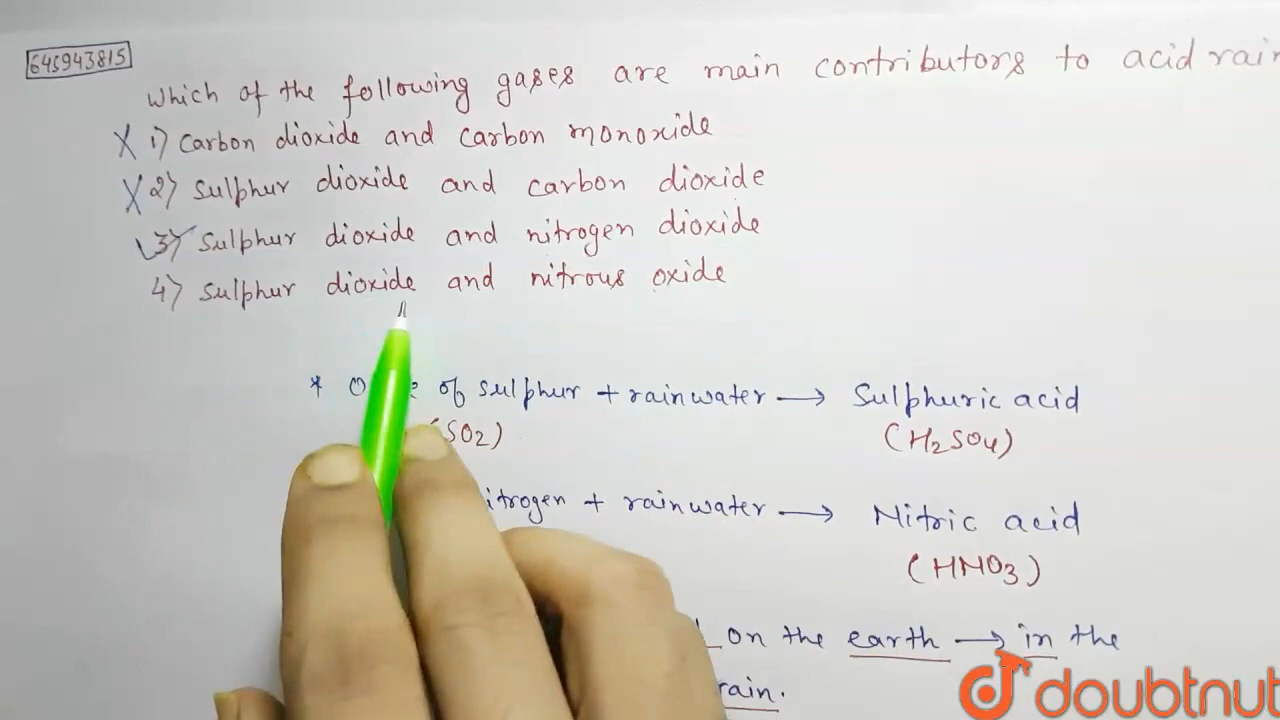 645943815
Which of the following gases are main contributors to acid rain
1) Carbon dioxide and carbon monoxide
2) Sulphur dioxide and carbon dioxide
3) Sulphur dioxide and nitrogen dioxide
4) Sulphur dioxide and nitrous oxide
* of sulphur + rainwater → Sulphuric acid
(SO2) (H2SO4)
itrogen + rainwater → Nitric acid
(HNO3)
on the earth → in the
rain.
doubtnut